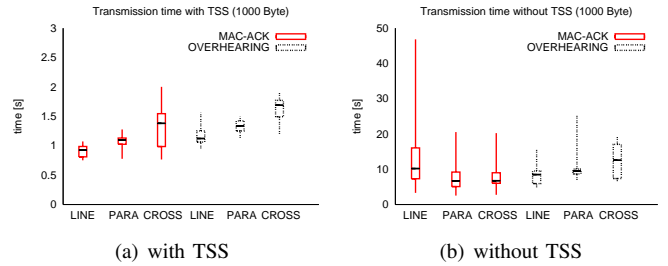 Transmission time with TSS (1000 Byte)
3
2.5
2
1.5
1
0.5
0
time [s]
MAC-ACK
OVERHEARING
LINE PARA CROSS LINE PARA CROSS
(a) with TSS
Transmission time without TSS (1000 Byte)
50
40
30
20
10
0
time [s]
MAC-ACK
OVERHEARING
LINE PARA CROSS LINE PARA CROSS
(b) without TSS